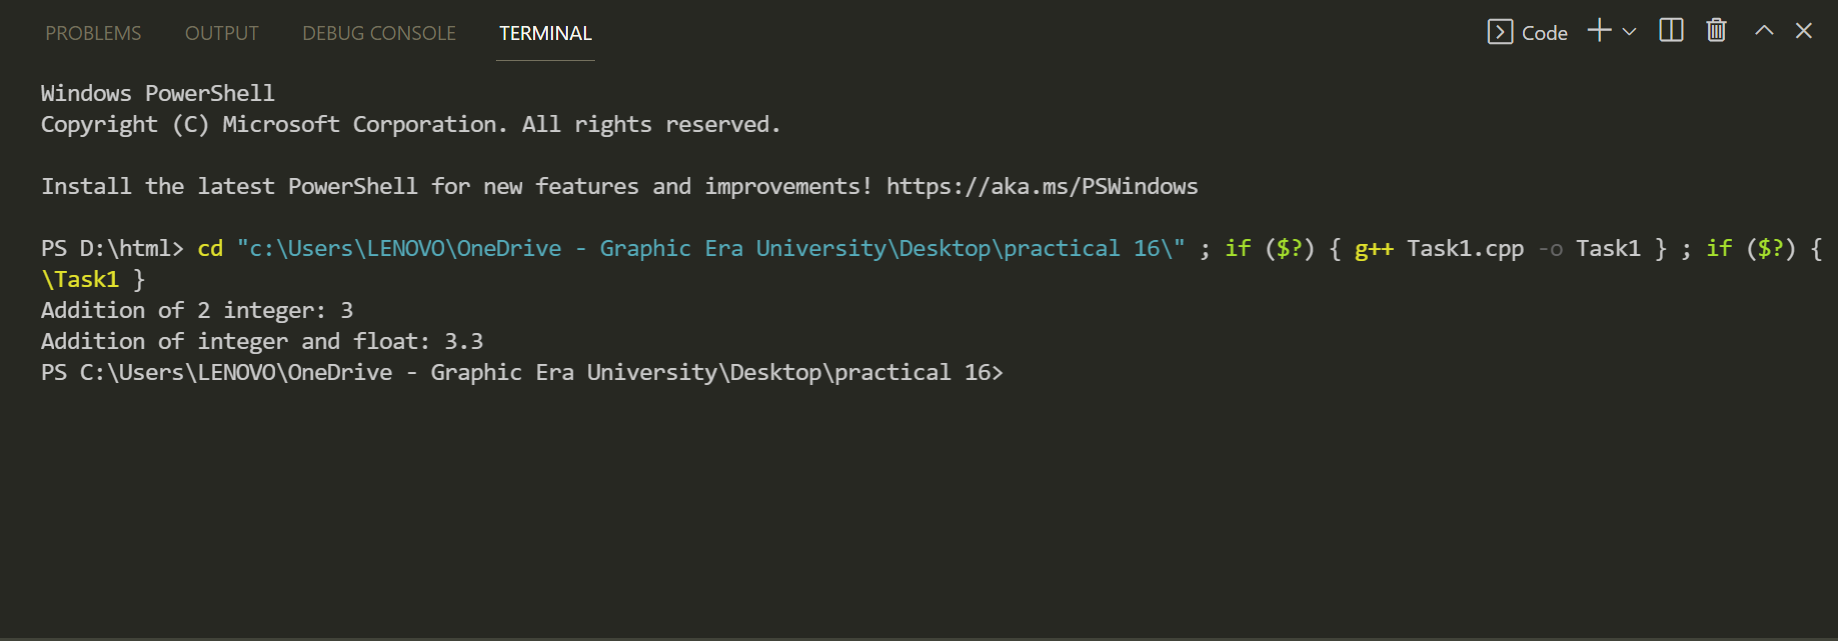 PROBLEMS OUTPUT DEBUG CONSOLE TERMINAL Code
Windows PowerShell
Copyright (C) Microsoft Corporation. All rights reserved.
Install the latest PowerShell for new features and improvements! https://aka.ms/PSWindows
PS D:\html> cd "c:\Users\LENOVO\OneDrive - Graphic Era University\Desktop\practical 16\" ; if ($?) { g++ Task1.cpp -o Task1 } ; if ($?) {
\Task1 }
Addition of 2 integer: 3
Addition of integer and float: 3.3
PS C:\Users\LENOVO\OneDrive - Graphic Era University\Desktop\practical 16>